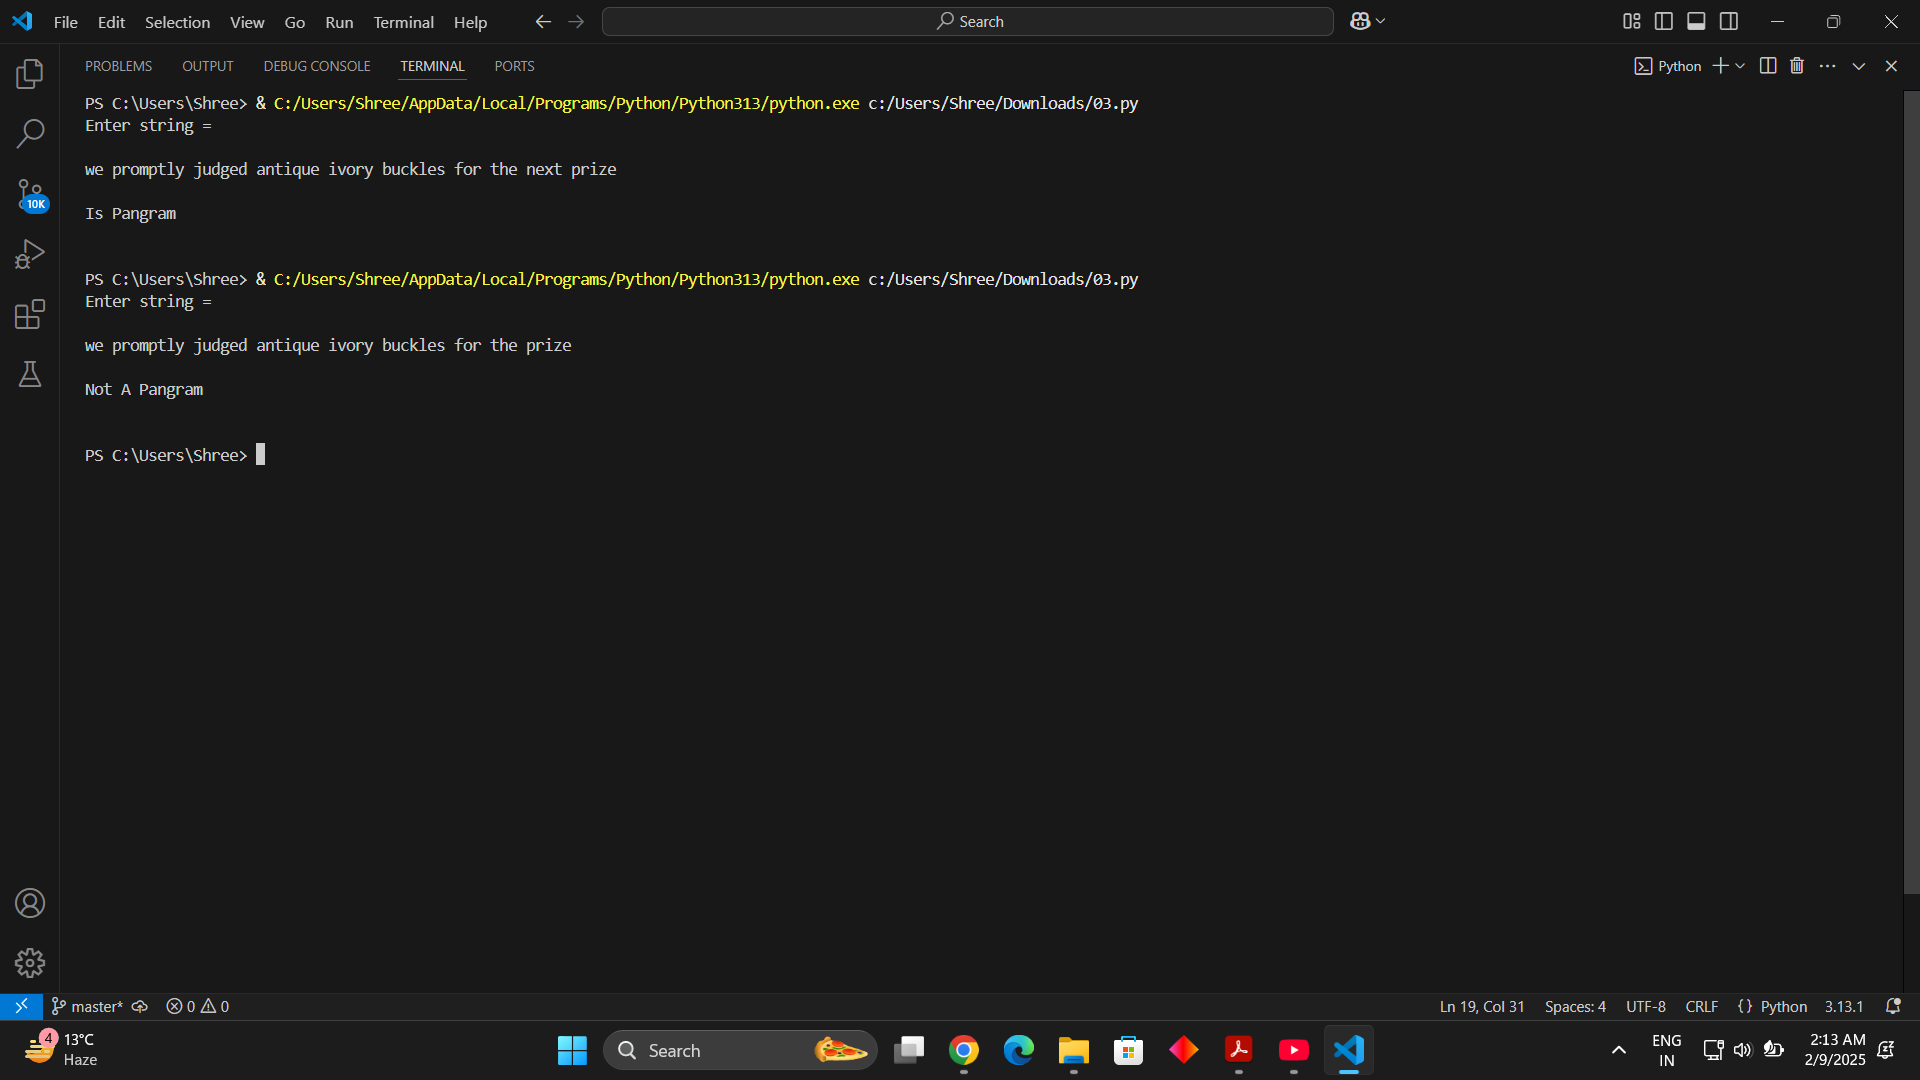 File Edit Selection View Go Run Terminal Help Search
PROBLEMS OUTPUT DEBUG CONSOLE TERMINAL PORTS Python
PS C:\Users\Shree> & C:/Users/Shree/AppData/Local/Programs/Python/Python313/python.exe c:/Users/Shree/Downloads/03.py
Enter string =
we promptly judged antique ivory buckles for the next prize
Is Pangram
PS C:\Users\Shree> & C:/Users/Shree/AppData/Local/Programs/Python/Python313/python.exe c:/Users/Shree/Downloads/03.py
Enter string =
we promptly judged antique ivory buckles for the prize
Not A Pangram
PS C:\Users\Shree>
10K
master* 0 0 Ln 19, Col 31 Spaces: 4 UTF-8 CRLF {} Python 3.13.1
4 13°C Search ENG 2:13 AM
Haze IN 2/9/2025